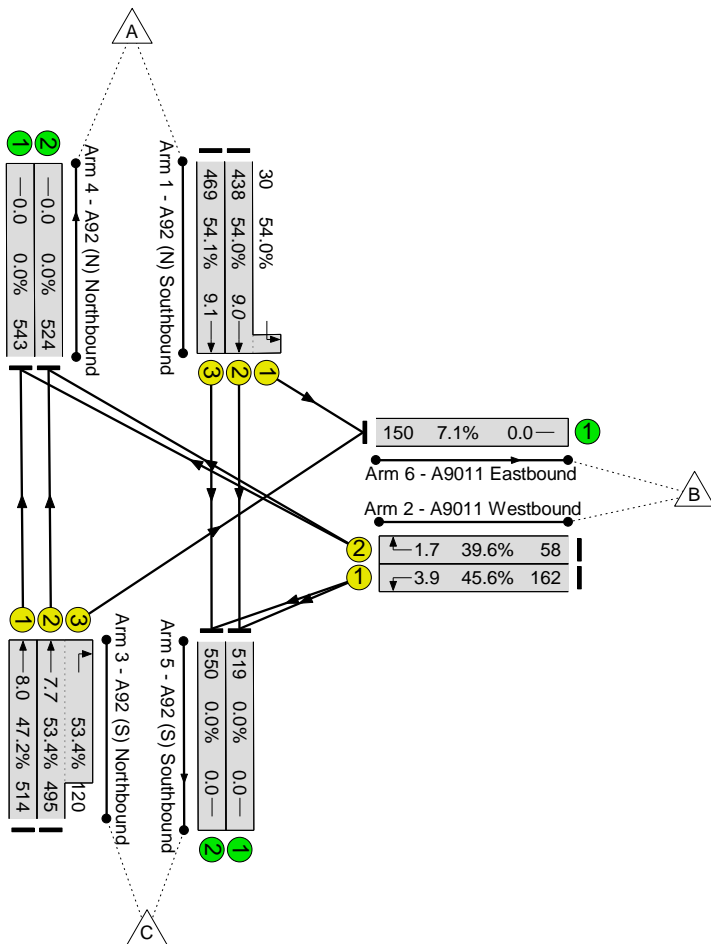 A
1
2
Arm 4 - A92 (N) Northbound
0.0 0.0% 543
0.0 0.0% 524
Arm 1 - A92 (N) Southbound
30 54.0%
438 54.0% 9.0
469 54.1% 9.1
3
2
1
150 7.1% 0.0
1
Arm 6 - A9011 Eastbound
Arm 2 - A9011 Westbound
B
2
1.7 39.6% 58
1
3.9 45.6% 162
1
2
3
Arm 3 - A92 (S) Northbound
8.0 47.2% 514
7.7 53.4% 495
53.4% 120
Arm 5 - A92 (S) Southbound
550 0.0% 0.0
519 0.0% 0.0
2
1
C